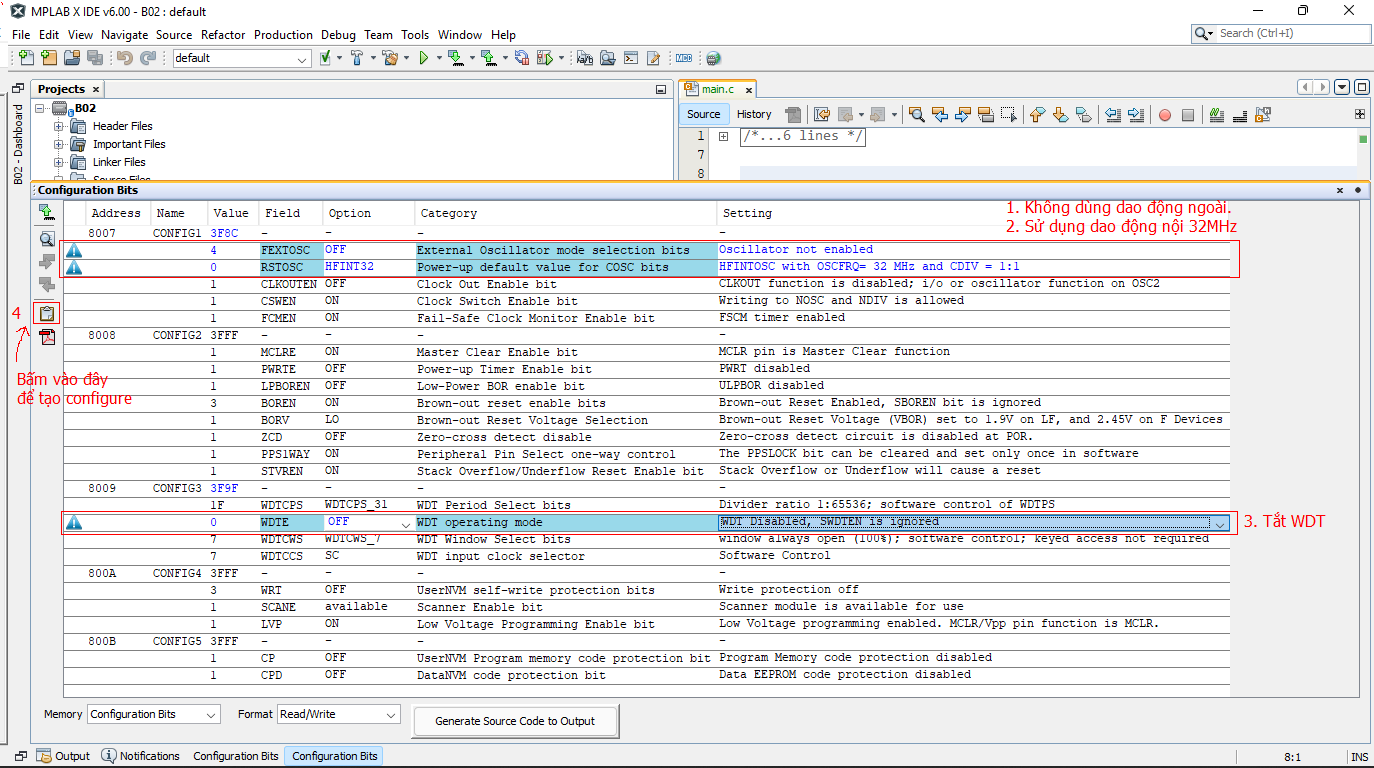 MPLAB X IDE v6.00 - B02 : default
File Edit View Navigate Source Refactor Production Debug Team Tools Window Help
Search (Ctrl+I)
default
Projects
main.c
B02
Header Files
Important Files
Linker Files
Source Files
B02 - Dashboard
Source History
1 /*...6 lines */
7
8
Configuration Bits
Address Name Value Field Option Category Setting
1. Không dùng dao động ngoài.
2. Sử dụng dao động nội 32MHz
8007 CONFIG1 3F8C - - - -
4 FEXTOSC OFF External Oscillator mode selection bits Oscillator not enabled
0 RSTOSC HFINT32 Power-up default value for COSC bits HFINTOSC with OSCFRQ= 32 MHz and CDIV = 1:1
1 CLKOUTEN OFF Clock Out Enable bit CLKOUT function is disabled; i/o or oscillator function on OSC2
1 CSWEN ON Clock Switch Enable bit Writing to NOSC and NDIV is allowed
1 FCMEN ON Fail-Safe Clock Monitor Enable bit FSCM timer enabled
4
8008 CONFIG2 3FFF - - - -
1 MCLRE ON Master Clear Enable bit MCLR pin is Master Clear function
1 PWRTE OFF Power-up Timer Enable bit PWRT disabled
Bấm vào đây
để tạo configure
1 LPBOREN OFF Low-Power BOR enable bit ULPBOR disabled
3 BOREN ON Brown-out reset enable bits Brown-out Reset Enabled, SBOREN bit is ignored
1 BORV LO Brown-out Reset Voltage Selection Brown-out Reset Voltage (VBOR) set to 1.9V on LF, and 2.45V on F Devices
1 ZCD OFF Zero-cross detect disable Zero-cross detect circuit is disabled at POR.
1 PPS1WAY ON Peripheral Pin Select one-way control The PPSLOCK bit can be cleared and set only once in software
1 STVREN ON Stack Overflow/Underflow Reset Enable bit Stack Overflow or Underflow will cause a reset
8009 CONFIG3 3F9F - - - -
1F WDTCPS WDTCPS_31 WDT Period Select bits Divider ratio 1:65536; software control of WDTPS
0 WDTE OFF WDT operating mode WDT Disabled, SWDTEN is ignored
3. Tắt WDT
7 WDTCWS WDTCWS_7 WDT Window Select bits window always open (100%); software control; keyed access not required
7 WDTCCS SC WDT input clock selector Software Control
800A CONFIG4 3FFF - - - -
3 WRT OFF UserNVM self-write protection bits Write protection off
1 SCANE available Scanner Enable bit Scanner module is available for use
1 LVP ON Low Voltage Programming Enable bit Low Voltage programming enabled. MCLR/Vpp pin function is MCLR.
800B CONFIG5 3FFF - - - -
1 CP OFF UserNVM Program memory code protection bit Program Memory code protection disabled
1 CPD OFF DataNVM code protection bit Data EEPROM code protection disabled
Memory Configuration Bits Format Read/Write Generate Source Code to Output
Output Notifications Configuration Bits Configuration Bits
8:1 INS